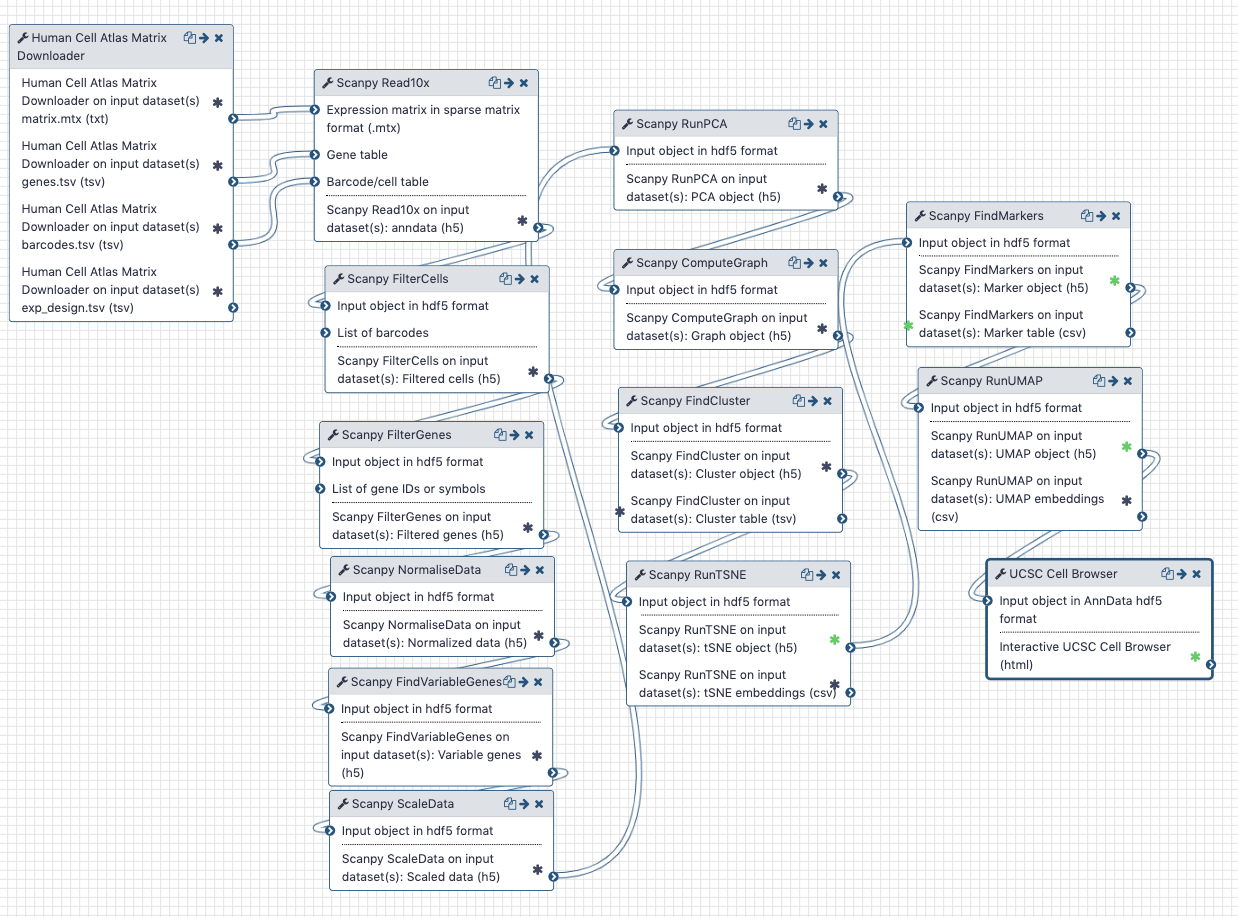 Human Cell Atlas Matrix
Downloader
Human Cell Atlas Matrix
Downloader on input dataset(s)
matrix.mtx (txt)
Human Cell Atlas Matrix
Downloader on input dataset(s)
genes.tsv (tsv)
Human Cell Atlas Matrix
Downloader on input dataset(s)
barcodes.tsv (tsv)
Human Cell Atlas Matrix
Downloader on input dataset(s)
exp_design.tsv (tsv)
Scanpy Read10x
Expression matrix in sparse matrix
format (.mtx)
Gene table
Barcode/cell table
Scanpy Read10x on input
dataset(s): anndata (h5)
Scanpy FilterCells
Input object in hdf5 format
List of barcodes
Scanpy FilterCells on input
dataset(s): Filtered cells (h5)
Scanpy FilterGenes
Input object in hdf5 format
List of gene IDs or symbols
Scanpy FilterGenes on input
dataset(s): Filtered genes (h5)
Scanpy NormaliseData
Input object in hdf5 format
Scanpy NormaliseData on input
dataset(s): Normalized data (h5)
Scanpy FindVariableGenes
Input object in hdf5 format
Scanpy FindVariableGenes on
input dataset(s): Variable genes
(h5)
Scanpy ScaleData
Input object in hdf5 format
Scanpy ScaleData on input
dataset(s): Scaled data (h5)
Scanpy RunPCA
Input object in hdf5 format
Scanpy RunPCA on input
dataset(s): PCA object (h5)
Scanpy ComputeGraph
Input object in hdf5 format
Scanpy ComputeGraph on input
dataset(s): Graph object (h5)
Scanpy FindCluster
Input object in hdf5 format
Scanpy FindCluster on input
dataset(s): Cluster object (h5)
Scanpy FindCluster on input
dataset(s): Cluster table (tsv)
Scanpy RunTSNE
Input object in hdf5 format
Scanpy RunTSNE on input
dataset(s): tSNE object (h5)
Scanpy RunTSNE on input
dataset(s): tSNE embeddings (csv)
Scanpy FindMarkers
Input object in hdf5 format
Scanpy FindMarkers on input
dataset(s): Marker object (h5)
Scanpy FindMarkers on input
dataset(s): Marker table (csv)
Scanpy RunUMAP
Input object in hdf5 format
Scanpy RunUMAP on input
dataset(s): UMAP object (h5)
Scanpy RunUMAP on input
dataset(s): UMAP embeddings
(csv)
UCSC Cell Browser
Input object in AnnData hdf5
format
Interactive UCSC Cell Browser
(html)